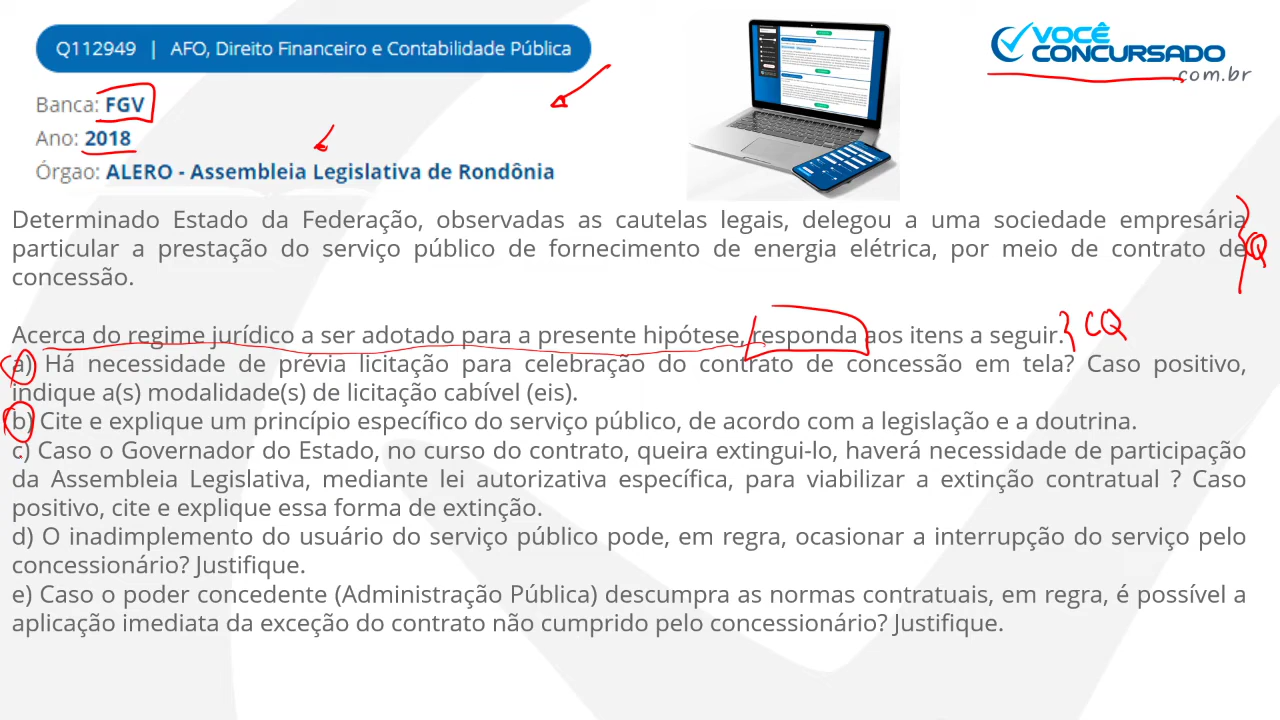 Q112949 | AFO, Direito Financeiro e Contabilidade Pública
VOCÊ
CONCURSADO
.com.br
Banca: FGV
Ano: 2018
Órgao: ALERO - Assembleia Legislativa de Rondônia
Determinado Estado da Federação, observadas as cautelas legais, delegou a uma sociedade empresária
particular a prestação do serviço público de fornecimento de energia elétrica, por meio de contrato de
concessão.
Q
Acerca do regime jurídico a ser adotado para a presente hipótese, responda aos itens a seguir. CQ
a) Há necessidade de prévia licitação para celebração do contrato de concessão em tela? Caso positivo,
indique a(s) modalidade(s) de licitação cabível (eis).
b) Cite e explique um princípio específico do serviço público, de acordo com a legislação e a doutrina.
c) Caso o Governador do Estado, no curso do contrato, queira extingui-lo, haverá necessidade de participação
da Assembleia Legislativa, mediante lei autorizativa específica, para viabilizar a extinção contratual ? Caso
positivo, cite e explique essa forma de extinção.
d) O inadimplemento do usuário do serviço público pode, em regra, ocasionar a interrupção do serviço pelo
concessionário? Justifique.
e) Caso o poder concedente (Administração Pública) descumpra as normas contratuais, em regra, é possível a
aplicação imediata da exceção do contrato não cumprido pelo concessionário? Justifique.